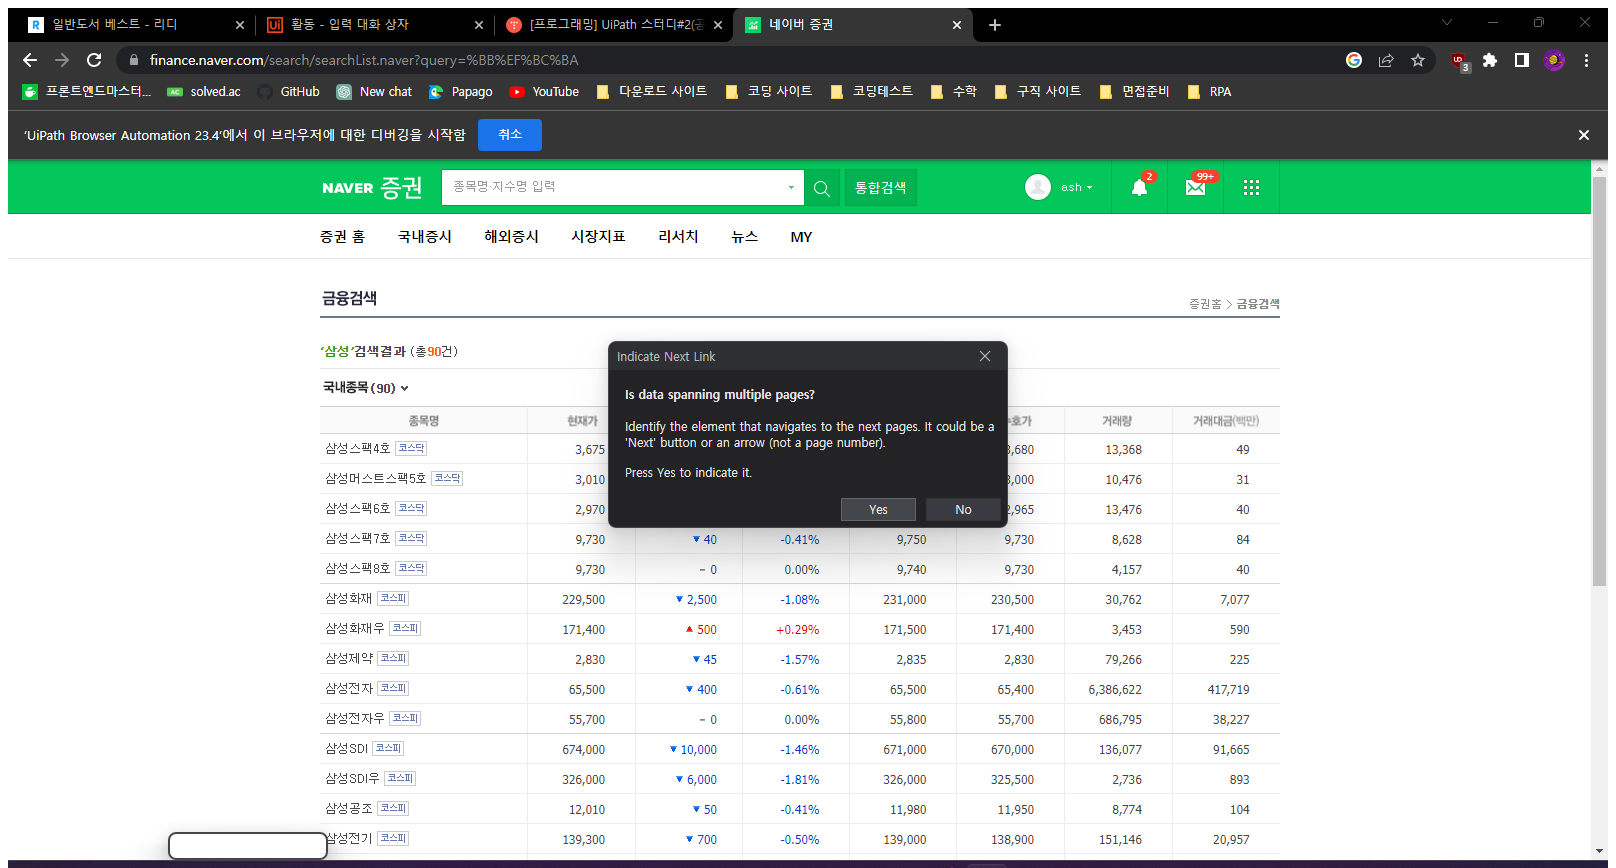 일반도서 베스트 - 리디
활동 - 입력 대화 상자
[프로그래밍] UiPath 스터디#2(공
네이버 증권
finance.naver.com/search/searchList.naver?query=%BB%EF%BC%BA
3
프론트엔드마스터...
solved.ac
GitHub
New chat
Papago
YouTube
다운로드 사이트
코딩 사이트
코딩테스트
수학
구직 사이트
면접준비
RPA
'UiPath Browser Automation 23.4'에서 이 브라우저에 대한 디버깅을 시작함
취소
NAVER 증권
종목명·지수명 입력
통합검색
ash
2
99+
증권 홈
국내증시
해외증시
시장지표
리서치
뉴스
MY
금융검색
증권홈 > 금융검색
'삼성'검색결과 (총90건)
국내종목(90)
Indicate Next Link
Is data spanning multiple pages?
Identify the element that navigates to the next pages. It could be a
'Next' button or an arrow (not a page number).
Press Yes to indicate it.
Yes No
종목명 현재가 호가 거래량 거래대금(백만)
삼성스팩4호 코스닥 3,675 3,680 13,368 49
삼성머스트스팩5호 코스닥 3,010 3,000 10,476 31
삼성스팩6호 코스닥 2,970 2,965 13,476 40
삼성스팩7호 코스닥 9,730 ▼ 40 -0.41% 9,750 9,730 8,628 84
삼성스팩8호 코스닥 9,730 - 0 0.00% 9,740 9,730 4,157 40
삼성화재 코스피 229,500 ▼ 2,500 -1.08% 231,000 230,500 30,762 7,077
삼성화재우 코스피 171,400 ▲ 500 +0.29% 171,500 171,400 3,453 590
삼성제약 코스피 2,830 ▼ 45 -1.57% 2,835 2,830 79,266 225
삼성전자 코스피 65,500 ▼ 400 -0.61% 65,500 65,400 6,386,622 417,719
삼성전자우 코스피 55,700 - 0 0.00% 55,800 55,700 686,795 38,227
삼성SDI 코스피 674,000 ▼ 10,000 -1.46% 671,000 670,000 136,077 91,665
삼성SDI우 코스피 326,000 ▼ 6,000 -1.81% 326,000 325,500 2,736 893
삼성공조 코스피 12,010 ▼ 50 -0.41% 11,980 11,950 8,774 104
삼성전기 코스피 139,300 ▼ 700 -0.50% 139,000 138,900 151,146 20,957